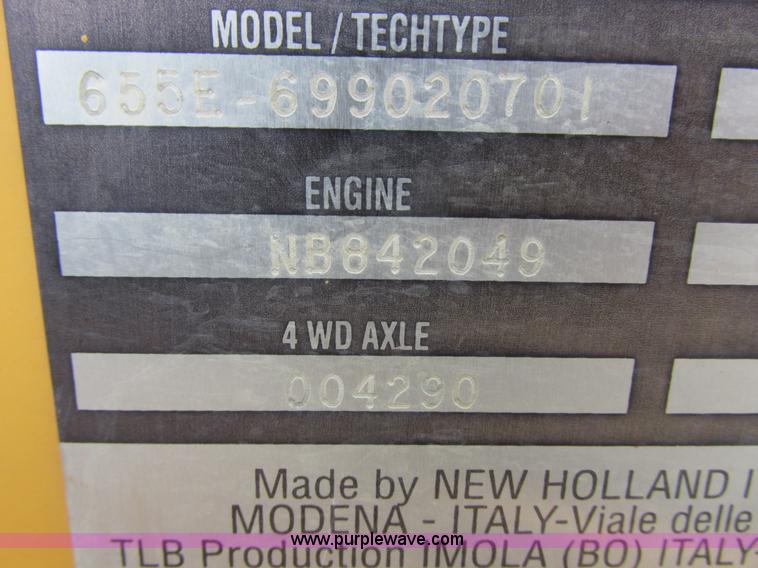 MODEL / TECHTYPE
655E-699020701
ENGINE
NB842049
4 WD AXLE
004290
Made by NEW HOLLAND I
MODENA - ITALY-Viale delle
www.purplewave.com
TLB Production IMOLA (BO) ITALY-